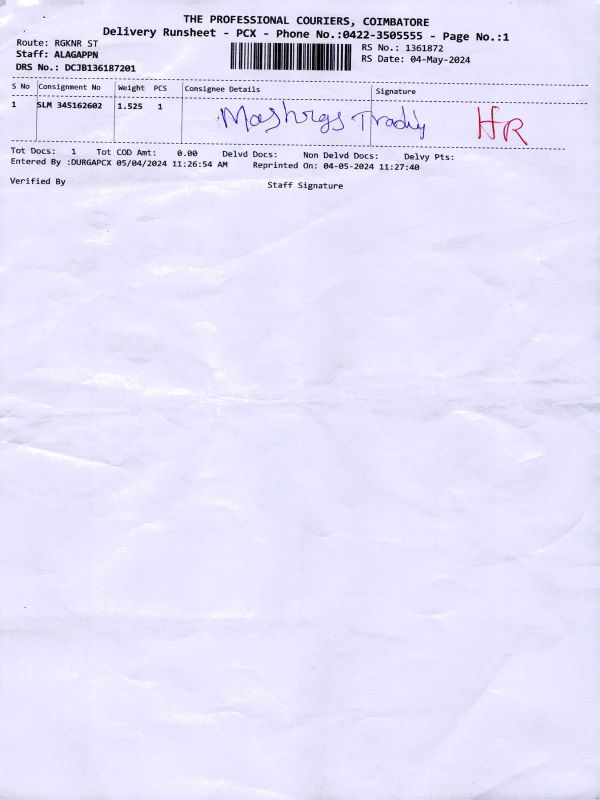 THE PROFESSIONAL COURIERS, COIMBATORE
Delivery Runsheet - PCX - Phone No.:0422-3505555 - Page No.:1
Route: RGKNR ST
RS No.: 1361872
Staff: ALAGAPPN
RS Date: 04-May-2024
DRS No.: DCJB136187201
S No Consignment No Weight PCS Consignee Details Signature
1 SLM 345162602 1.525 1 HR
Tot Docs: 1 Tot COD Amt: 0.00 Delvd Docs: Non Delvd Docs: Delvy Pts:
Entered By :DURGAPCX 05/04/2024 11:26:54 AM Reprinted On: 04-05-2024 11:27:40
Verified By Staff Signature